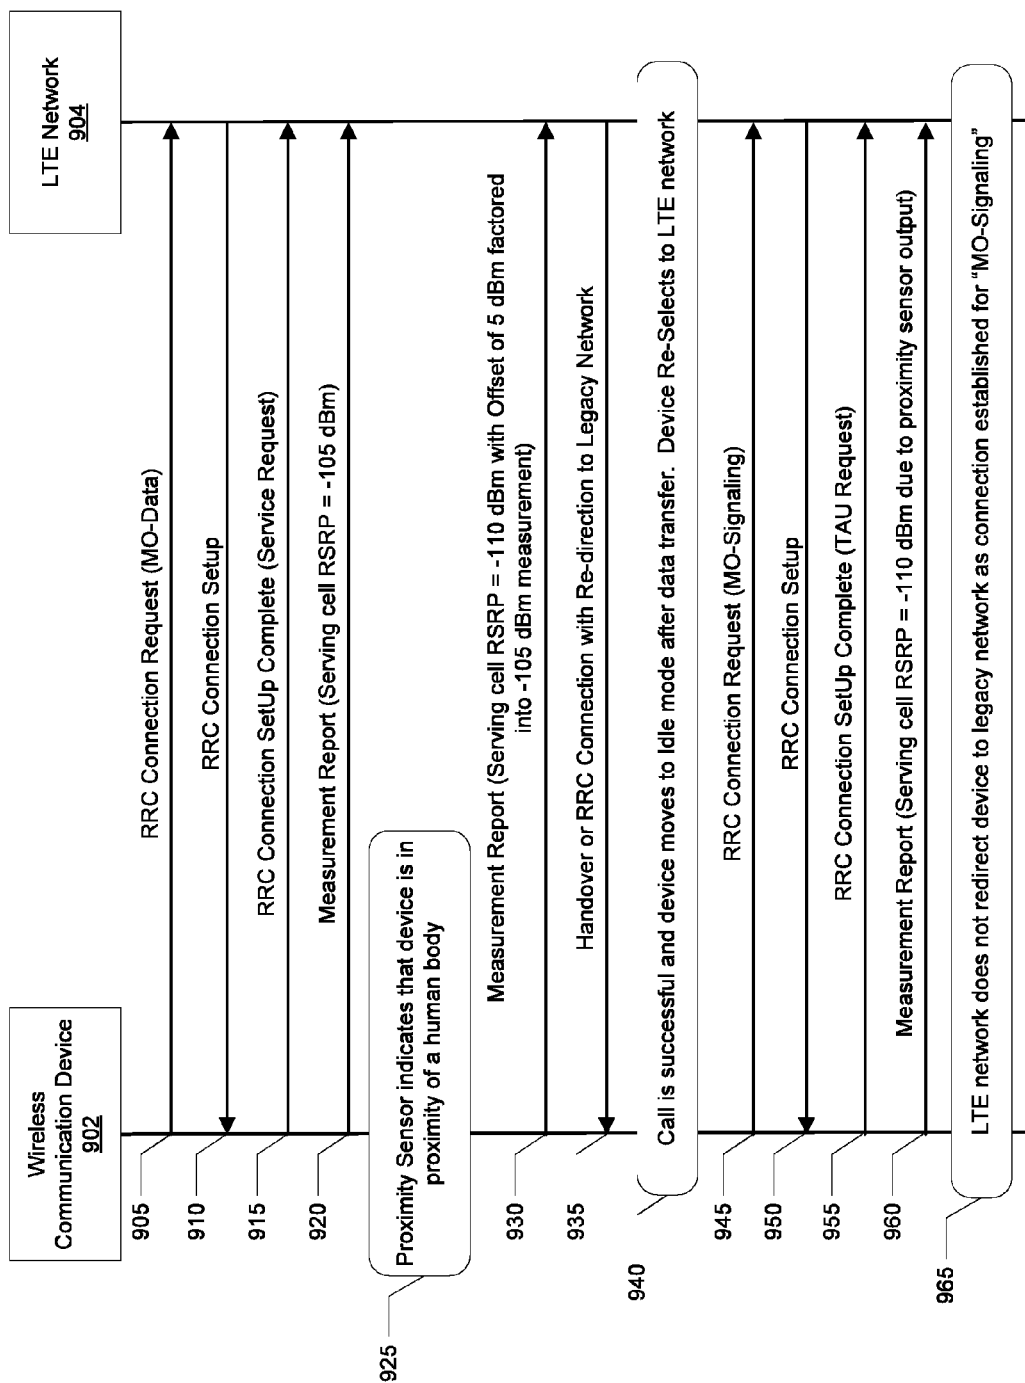 Wireless
Communication Device
902
LTE Network
904
905
RRC Connection Request (MO-Data)
910
RRC Connection Setup
915
RRC Connection SetUp Complete (Service Request)
920
Measurement Report (Serving cell RSRP = -105 dBm)
925
Proximity Sensor indicates that device is in
proximity of a human body
930
Measurement Report (Serving cell RSRP = -110 dBm with Offset of 5 dBm factored
into -105 dBm measurement)
935
Handover or RRC Connection with Re-direction to Legacy Network
940
Call is successful and device moves to Idle mode after data transfer. Device Re-Selects to LTE network
945
RRC Connection Request (MO-Signaling)
950
RRC Connection Setup
955
RRC Connection SetUp Complete (TAU Request)
960
Measurement Report (Serving cell RSRP = -110 dBm due to proximity sensor output)
965
LTE network does not redirect device to legacy network as connection established for “MO-Signaling”